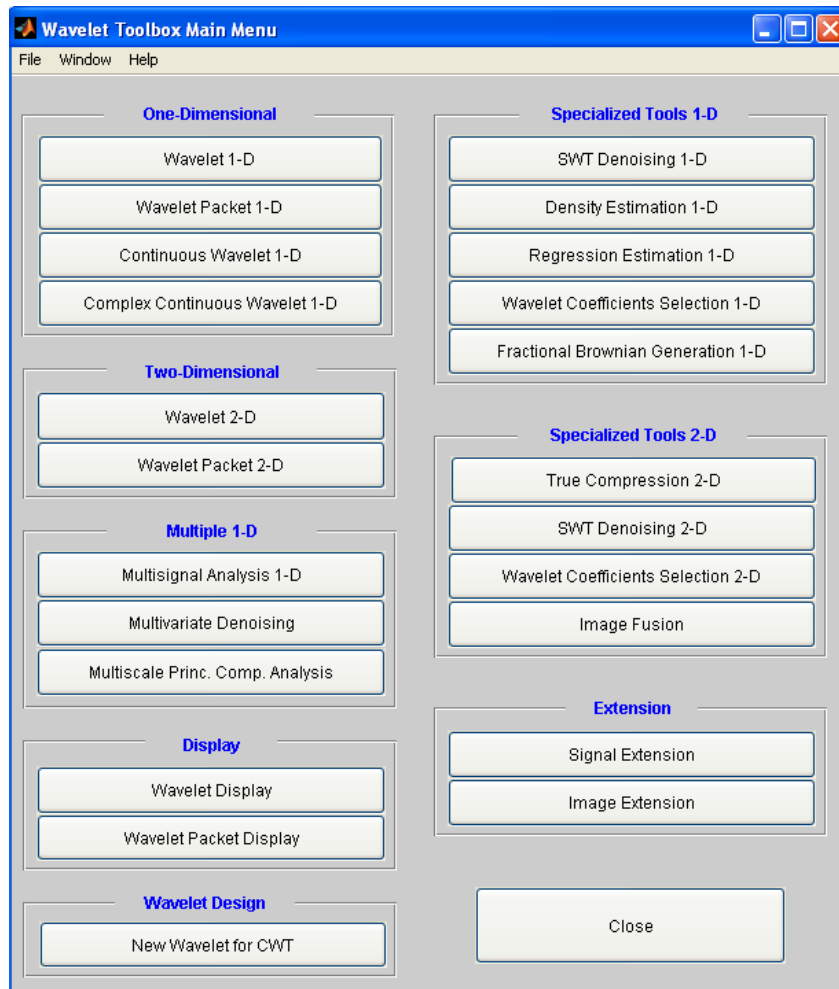 Wavelet Toolbox Main Menu
File Window Help
One-Dimensional
Wavelet 1-D
Wavelet Packet 1-D
Continuous Wavelet 1-D
Complex Continuous Wavelet 1-D
Two-Dimensional
Wavelet 2-D
Wavelet Packet 2-D
Multiple 1-D
Multisignal Analysis 1-D
Multivariate Denoising
Multiscale Princ. Comp. Analysis
Display
Wavelet Display
Wavelet Packet Display
Wavelet Design
New Wavelet for CWT
Specialized Tools 1-D
SWT Denoising 1-D
Density Estimation 1-D
Regression Estimation 1-D
Wavelet Coefficients Selection 1-D
Fractional Brownian Generation 1-D
Specialized Tools 2-D
True Compression 2-D
SWT Denoising 2-D
Wavelet Coefficients Selection 2-D
Image Fusion
Extension
Signal Extension
Image Extension
Close